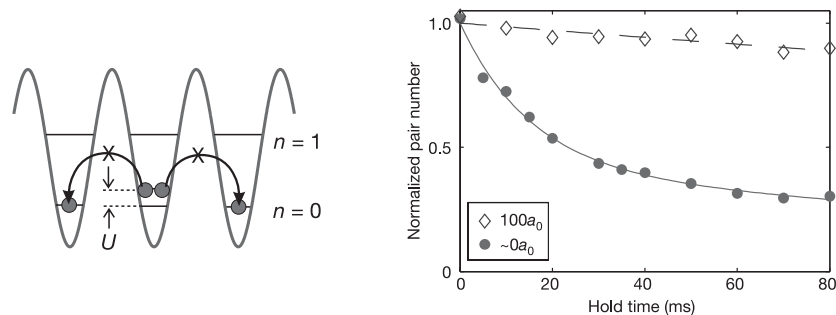 n = 1
n = 0
X
X
U
Normalized pair number
1.0
0.5
0
100a₀
~0a₀
0
20
40
60
80
Hold time (ms)